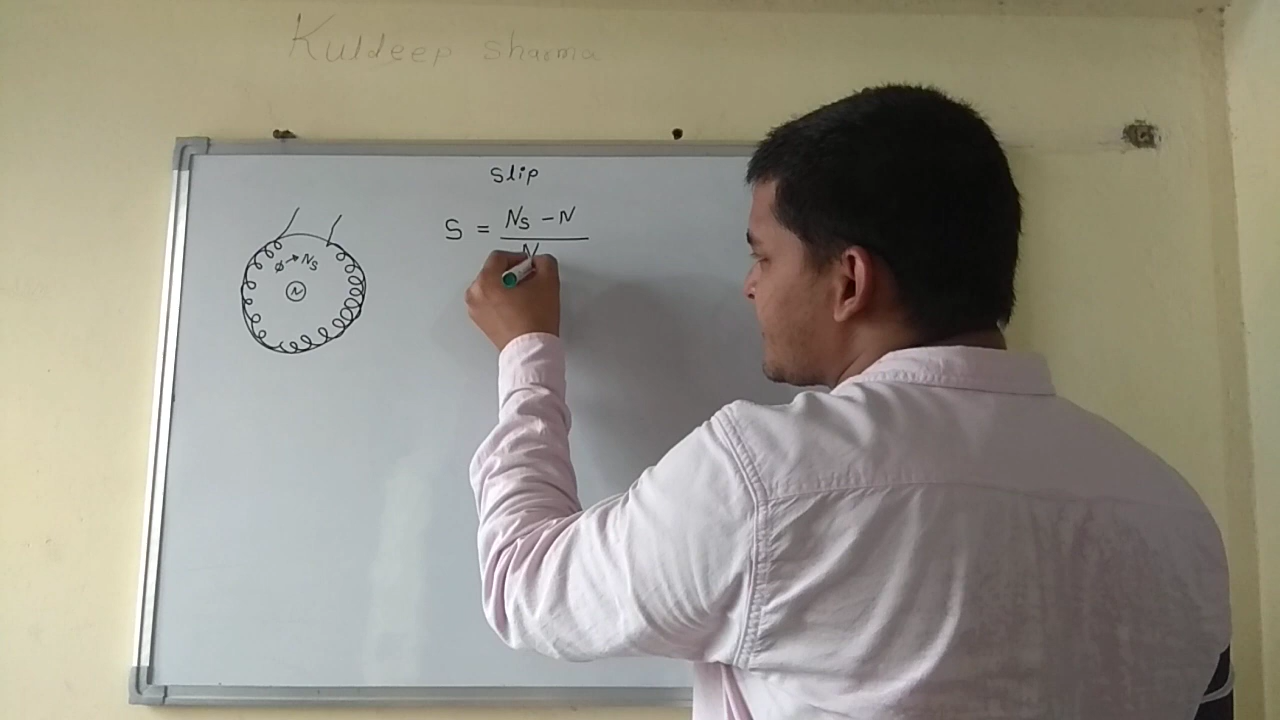 Kuldeep Sharma
Slip
S = Ns - N
N
φ → Ns
N